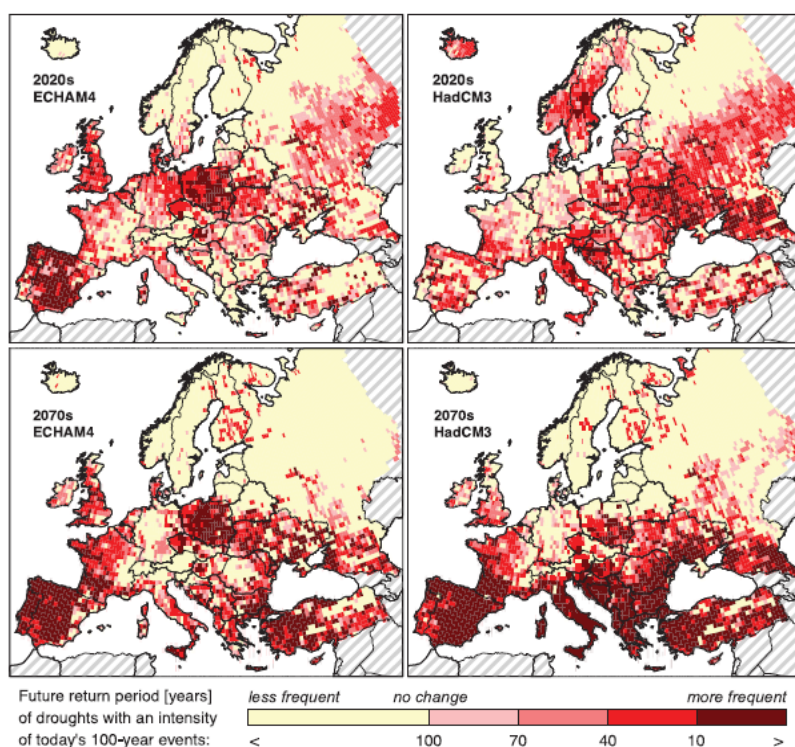 2020s
ECHAM4
2020s
HadCM3
2070s
ECHAM4
2070s
HadCM3
Future return period [years]
of droughts with an intensity
of today's 100-year events:
less frequent no change more frequent
< 100 70 40 10 >